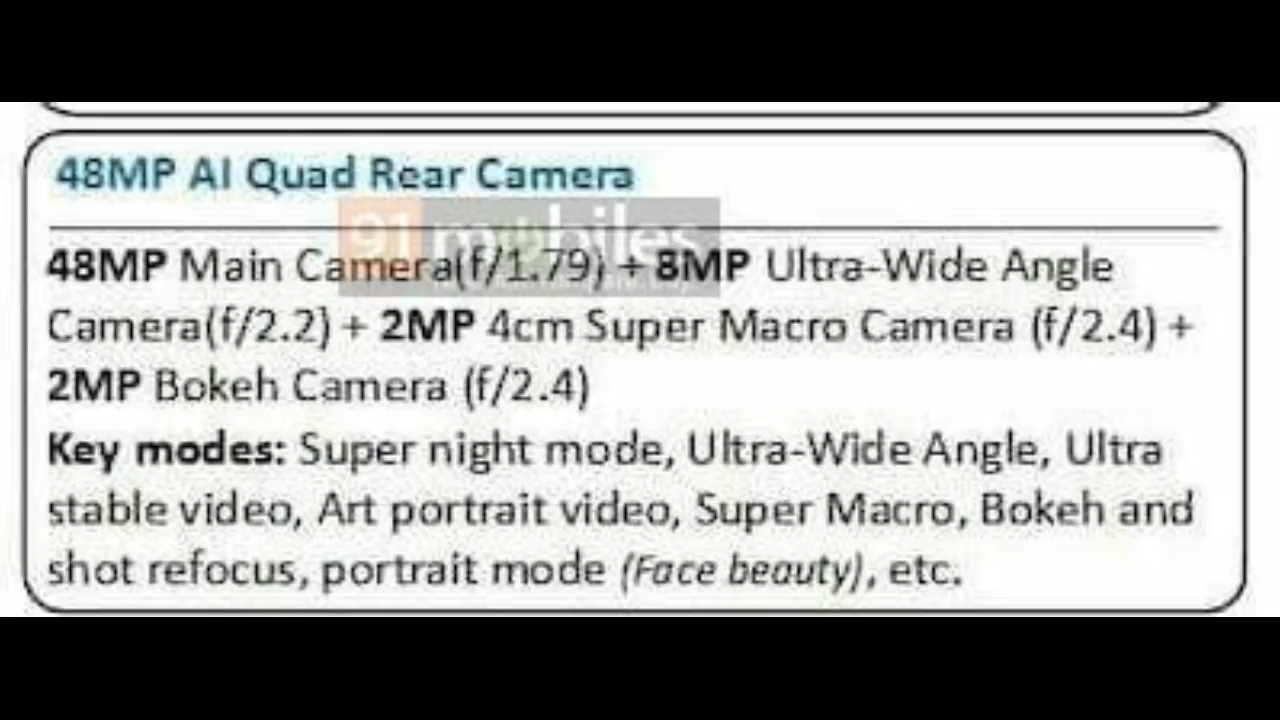 48MP AI Quad Rear Camera
91mobiles
48MP Main Camera(f/1.79) + 8MP Ultra-Wide Angle
Camera(f/2.2) + 2MP 4cm Super Macro Camera (f/2.4) +
2MP Bokeh Camera (f/2.4)
Key modes: Super night mode, Ultra-Wide Angle, Ultra
stable video, Art portrait video, Super Macro, Bokeh and
shot refocus, portrait mode (Face beauty), etc.